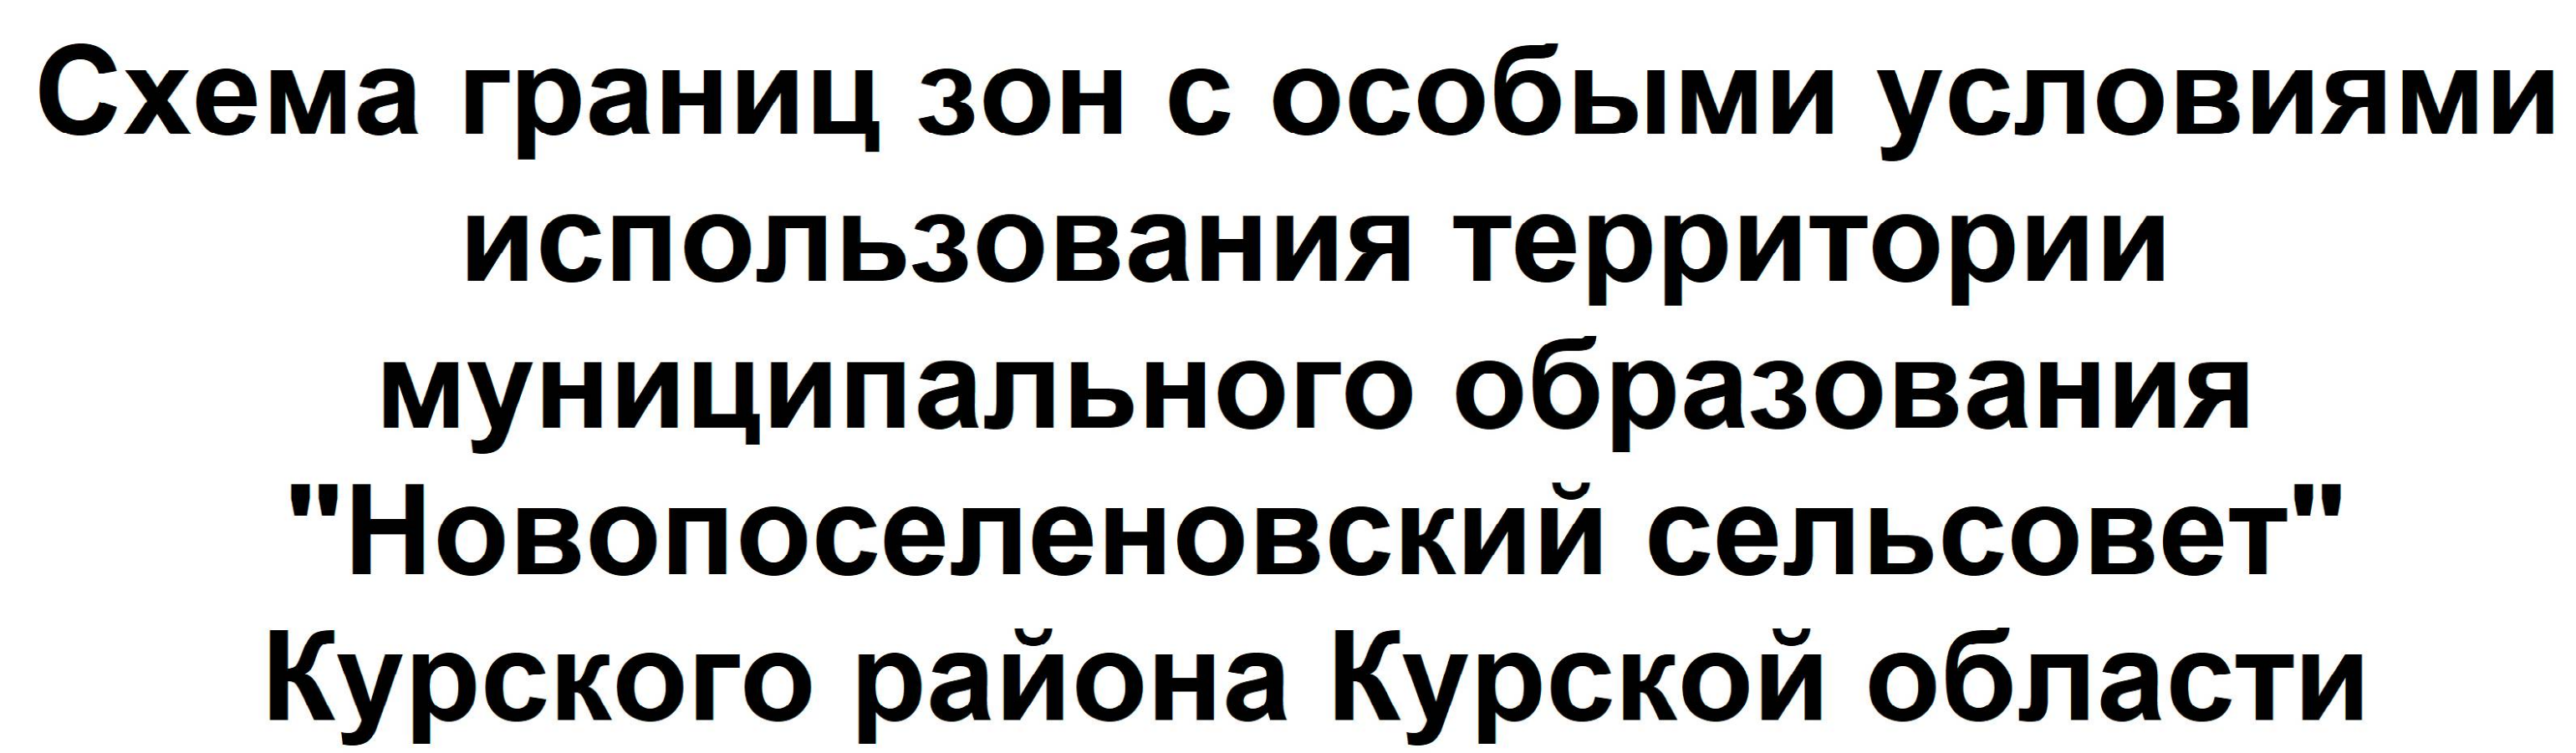 Схема границ зон с особыми условиями
использования территории
муниципального образования
"Новопоселеновский сельсовет"
Курского района Курской области